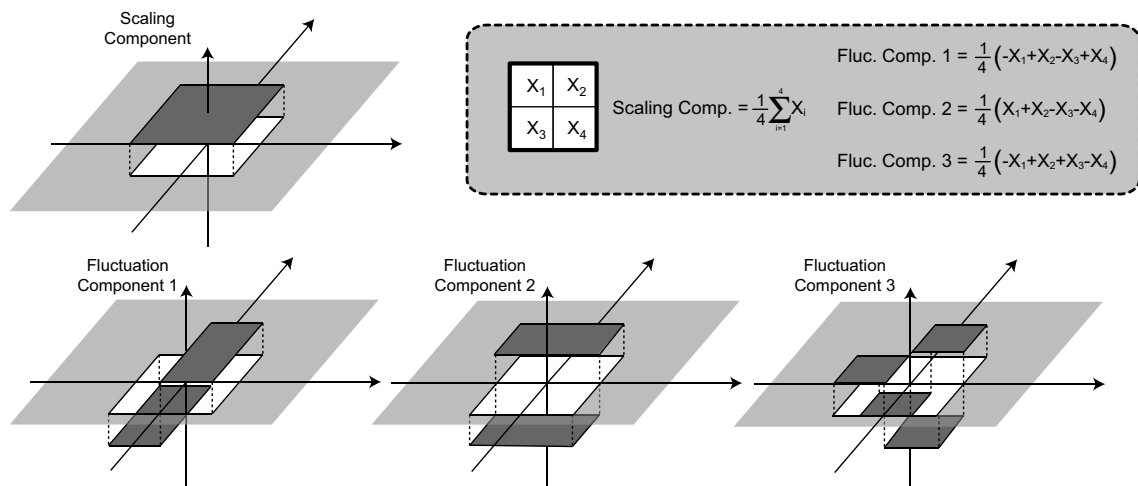 Scaling
Component
X₁ X₂
X₃ X₄
Scaling Comp. = 1/4 ∑ᵢ₌₁⁴ Xᵢ
Fluc. Comp. 1 = 1/4 (-X₁+X₂-X₃+X₄)
Fluc. Comp. 2 = 1/4 (X₁+X₂-X₃-X₄)
Fluc. Comp. 3 = 1/4 (-X₁+X₂+X₃-X₄)
Fluctuation
Component 1
Fluctuation
Component 2
Fluctuation
Component 3